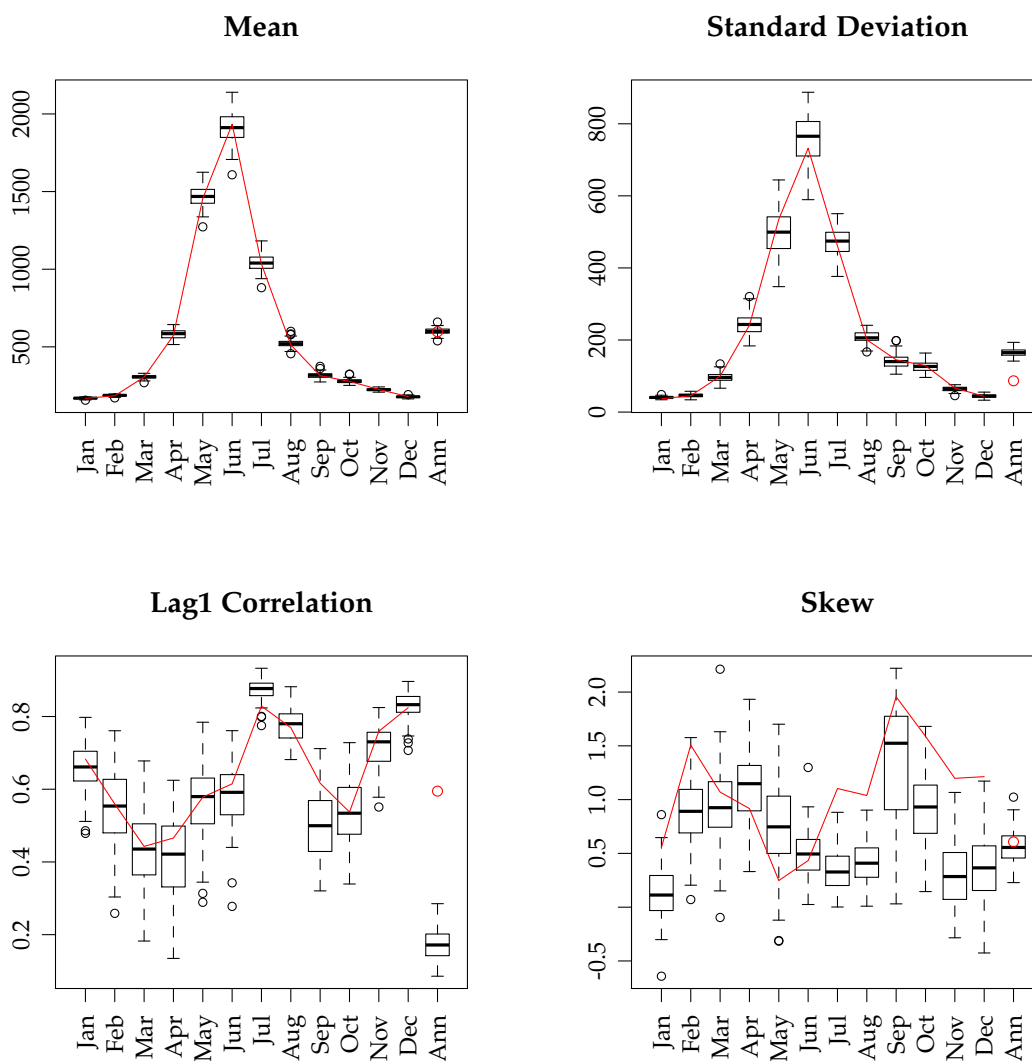 Mean
2000
1500
1000
500
Jan Feb Mar Apr May Jun Jul Aug Sep Oct Nov Dec Ann
Standard Deviation
800
600
400
200
0
Jan Feb Mar Apr May Jun Jul Aug Sep Oct Nov Dec Ann
Lag1 Correlation
0.8
0.6
0.4
0.2
Jan Feb Mar Apr May Jun Jul Aug Sep Oct Nov Dec Ann
Skew
2.0
1.5
1.0
0.5
-0.5
Jan Feb Mar Apr May Jun Jul Aug Sep Oct Nov Dec Ann